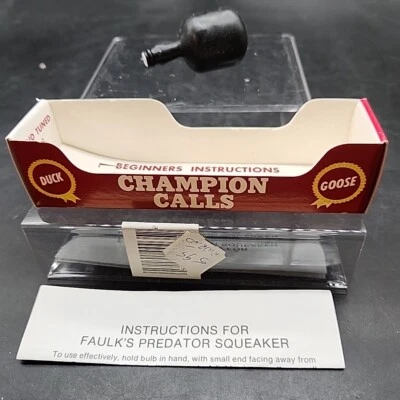 TUNED
BEGINNERS INSTRUCTIONS
DUCK
CHAMPION
CALLS
GOOSE
INSTRUCTIONS FOR
FAULK'S PREDATOR SQUEAKER
To use effectively, hold bulb in hand, with small end facing away from